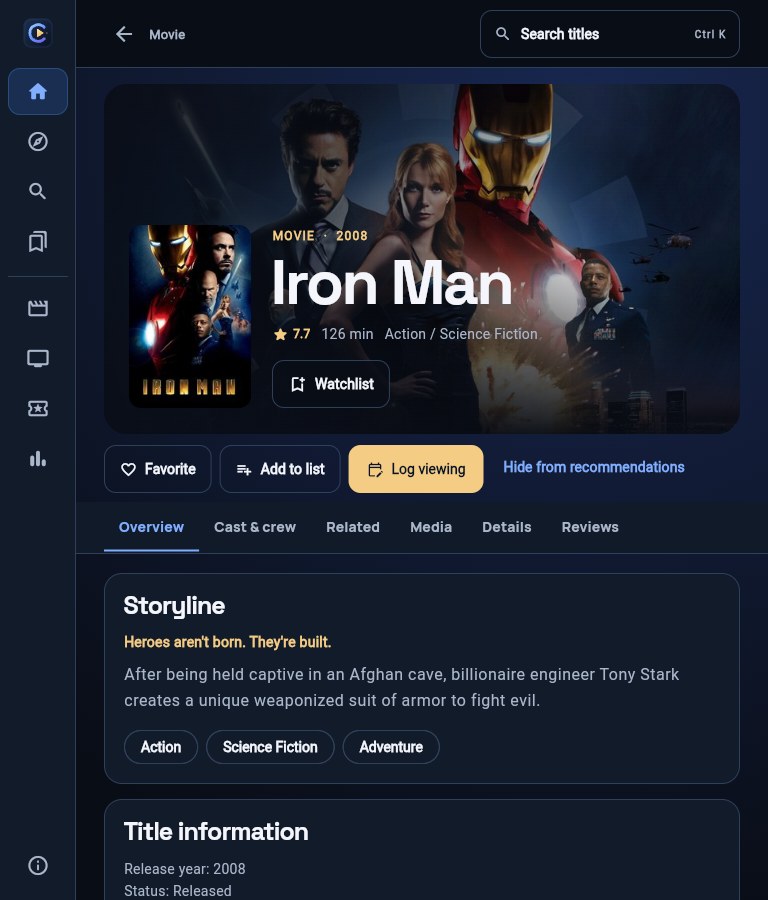 Movie
Search titles
Ctrl K
MOVIE · 2008
Iron Man
7.7 126 min Action / Science Fiction
IRON MAN
Watchlist
Favorite
Add to list
Log viewing
Hide from recommendations
Overview
Cast & crew
Related
Media
Details
Reviews
Storyline
Heroes aren't born. They're built.
After being held captive in an Afghan cave, billionaire engineer Tony Stark
creates a unique weaponized suit of armor to fight evil.
Action
Science Fiction
Adventure
Title information
Release year: 2008
Status: Released